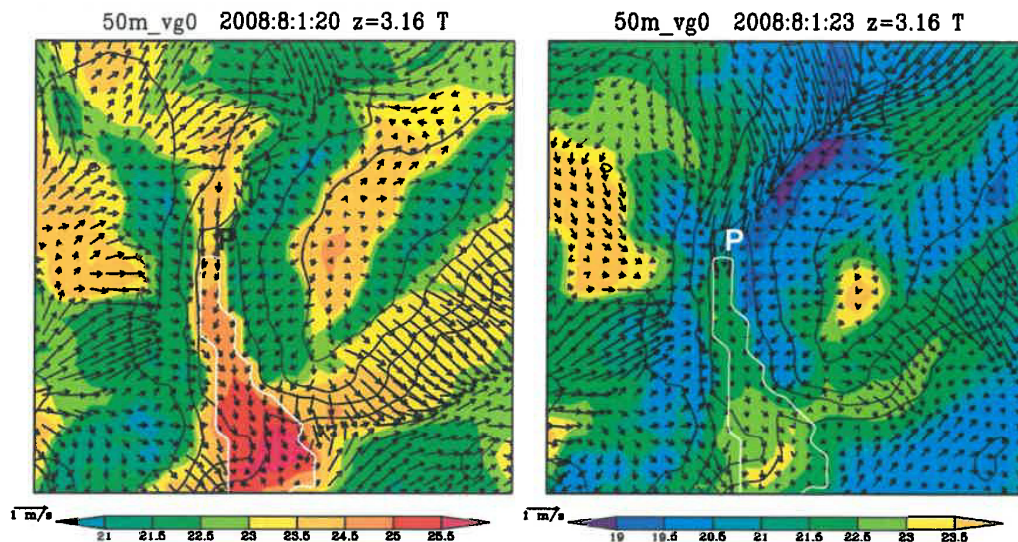 50m_vg0 2008:8:1:20 z=3.16 T
50m_vg0 2008:8:1:23 z=3.16 T
P
P
1 m/s 21 21.5 22.5 23 23.5 24.5 25 25.5
1 m/s 19 19.5 20.5 21 21.5 22.5 23 23.5